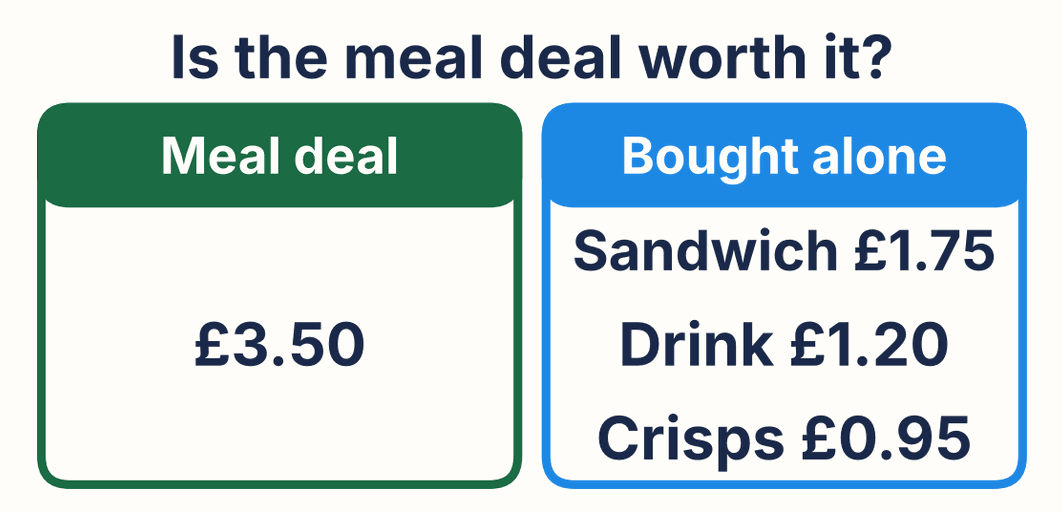 Is the meal deal worth it?
Meal deal
£3.50
Bought alone
Sandwich £1.75
Drink £1.20
Crisps £0.95